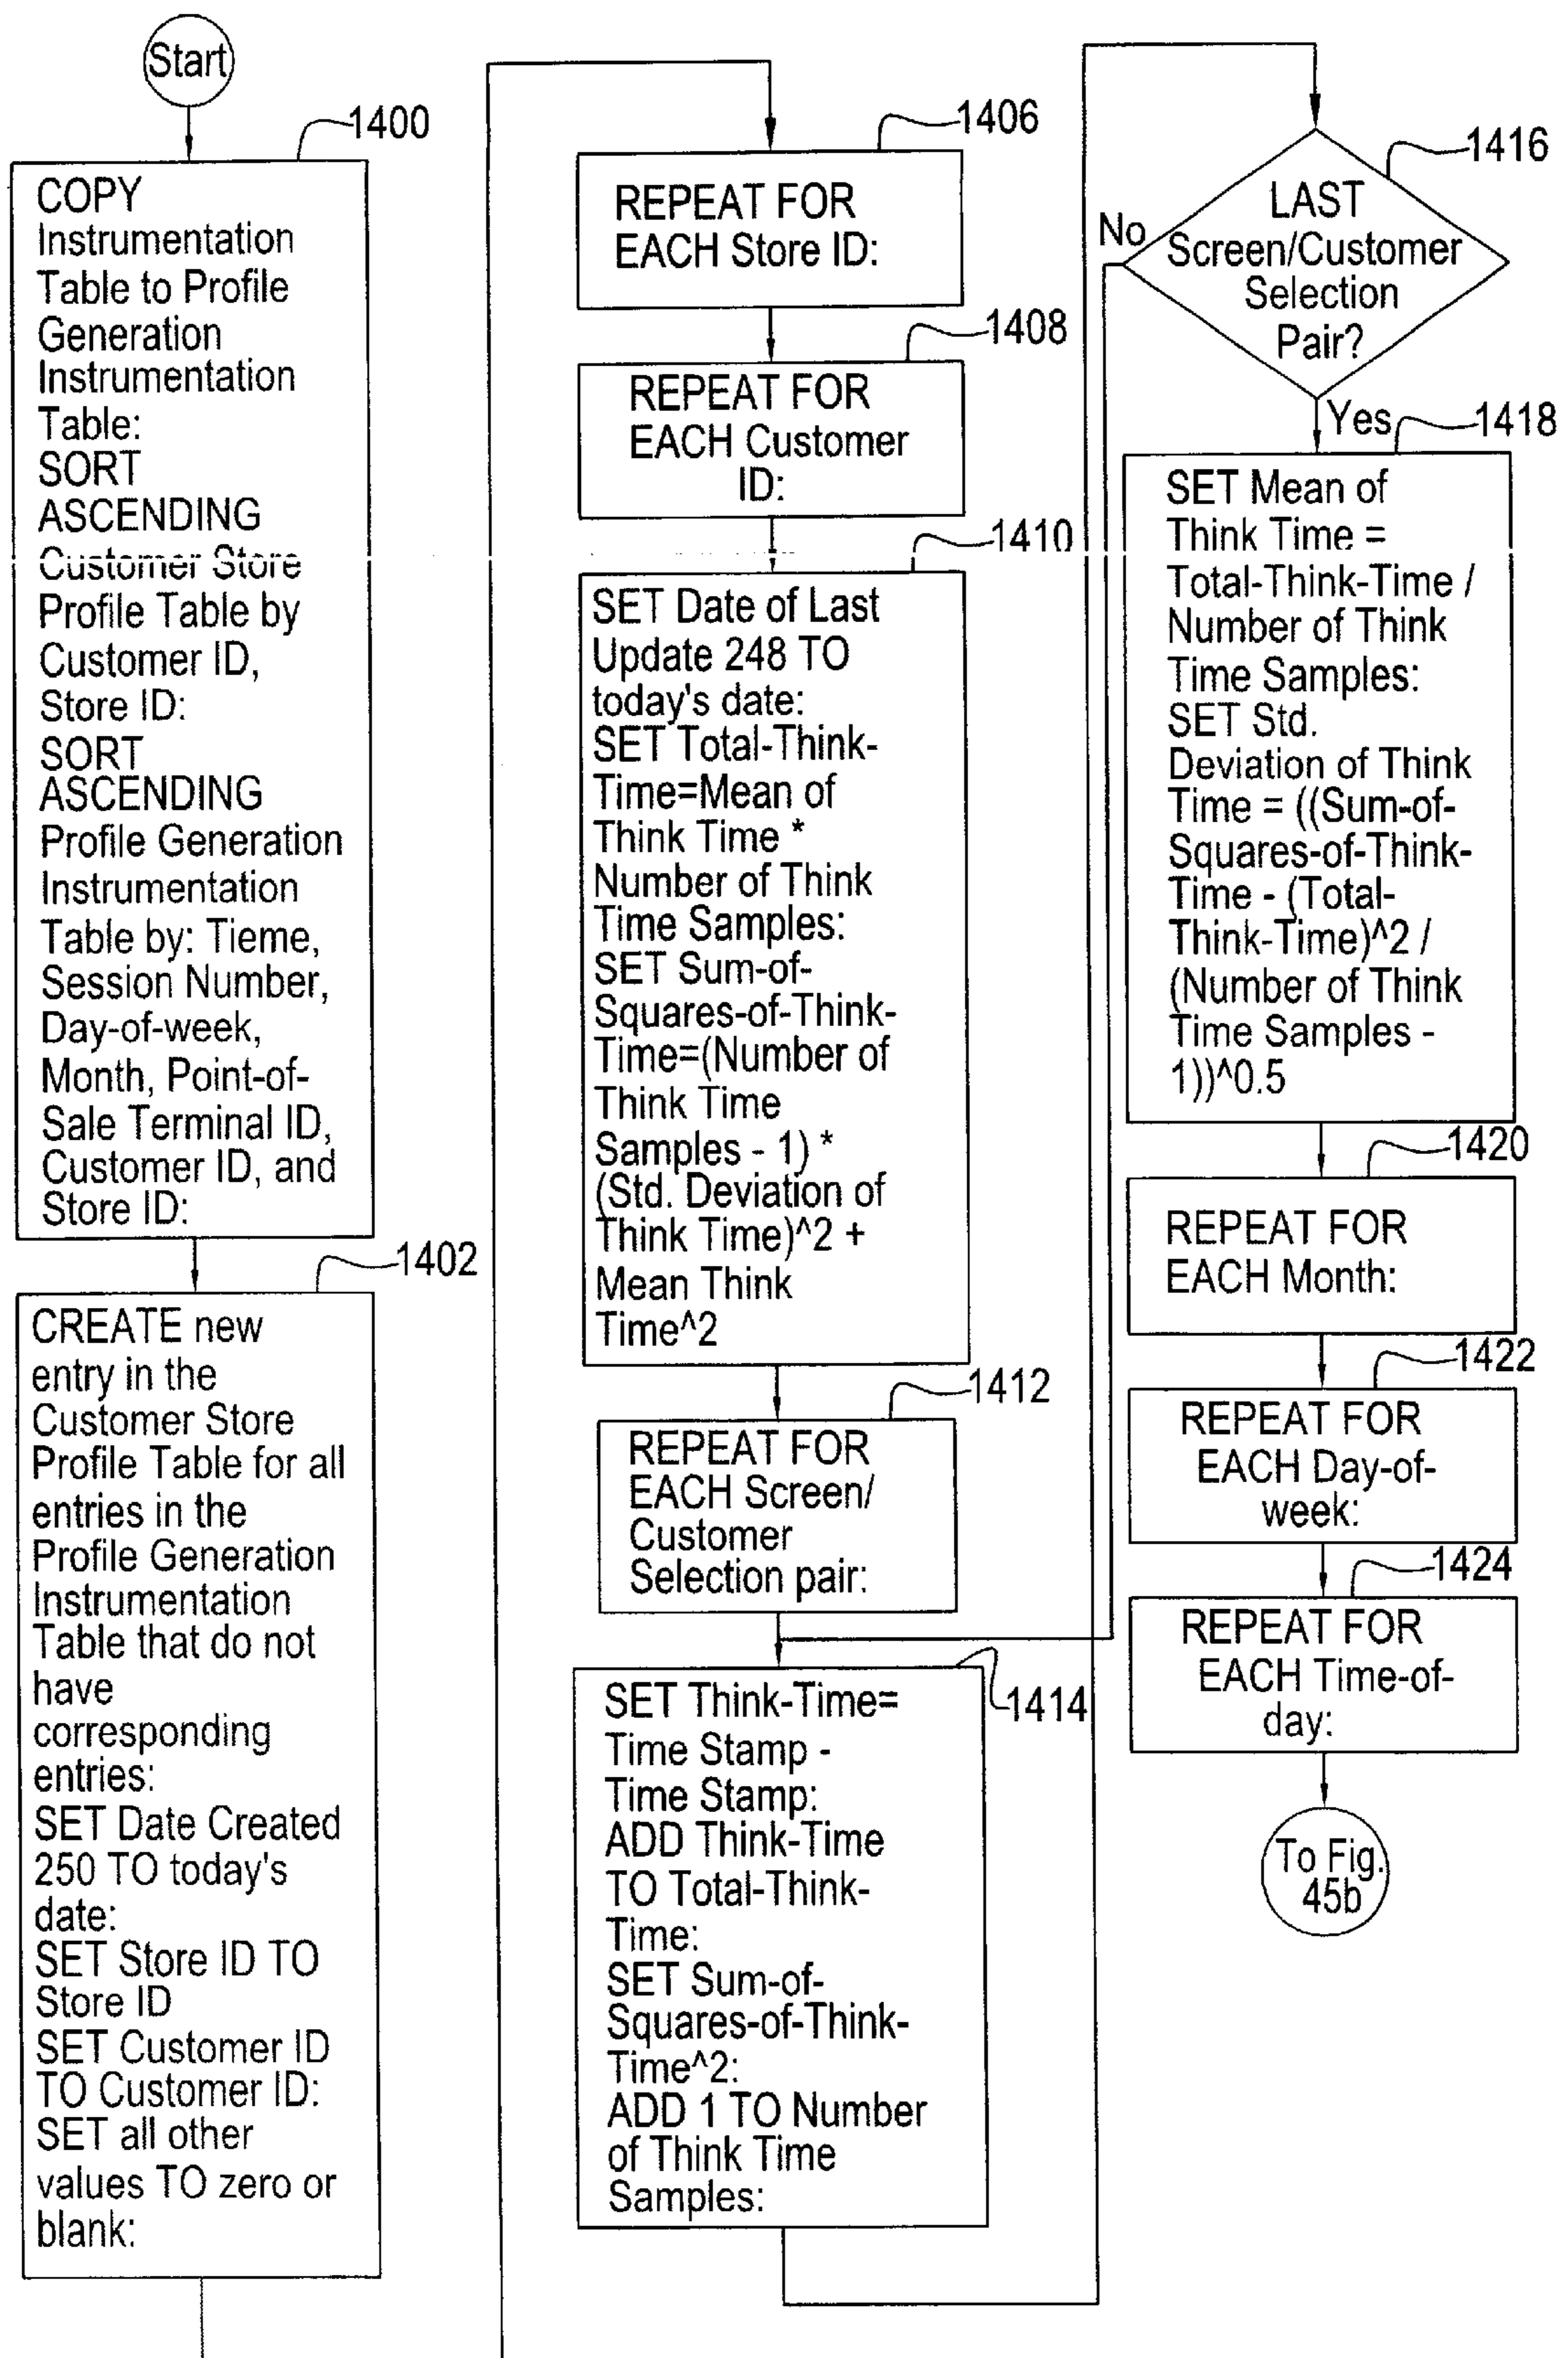 Start
1400
COPY
Instrumentation
Table to Profile
Generation
Instrumentation
Table:
SORT
ASCENDING
Customer Store
Profile Table by
Customer ID,
Store ID:
SORT
ASCENDING
Profile Generation
Instrumentation
Table by: Tieme,
Session Number,
Day-of-week,
Month, Point-of-
Sale Terminal ID,
Customer ID, and
Store ID:
1402
CREATE new
entry in the
Customer Store
Profile Table for all
entries in the
Profile Generation
Instrumentation
Table that do not
have
corresponding
entries:
SET Date Created
250 TO today's
date:
SET Store ID TO
Store ID
SET Customer ID
TO Customer ID:
SET all other
values TO zero or
blank:
1406
REPEAT FOR
EACH Store ID:
1408
REPEAT FOR
EACH Customer
ID:
1410
SET Date of Last
Update 248 TO
today's date:
SET Total-Think-
Time=Mean of
Think Time *
Number of Think
Time Samples:
SET Sum-of-
Squares-of-Think-
Time=(Number of
Think Time
Samples - 1) *
(Std. Deviation of
Think Time)^2 +
Mean Think
Time^2
1412
REPEAT FOR
EACH Screen/
Customer
Selection pair:
1414
SET Think-Time=
Time Stamp -
Time Stamp:
ADD Think-Time
TO Total-Think-
Time:
SET Sum-of-
Squares-of-Think-
Time^2:
ADD 1 TO Number
of Think Time
Samples:
1416
LAST
Screen/Customer
Selection
Pair?
No
Yes
1418
SET Mean of
Think Time =
Total-Think-Time /
Number of Think
Time Samples:
SET Std.
Deviation of Think
Time = ((Sum-of-
Squares-of-Think-
Time - (Total-
Think-Time)^2 /
(Number of Think
Time Samples -
1))^0.5
1420
REPEAT FOR
EACH Month:
1422
REPEAT FOR
EACH Day-of-
week:
1424
REPEAT FOR
EACH Time-of-
day:
To Fig.
45b